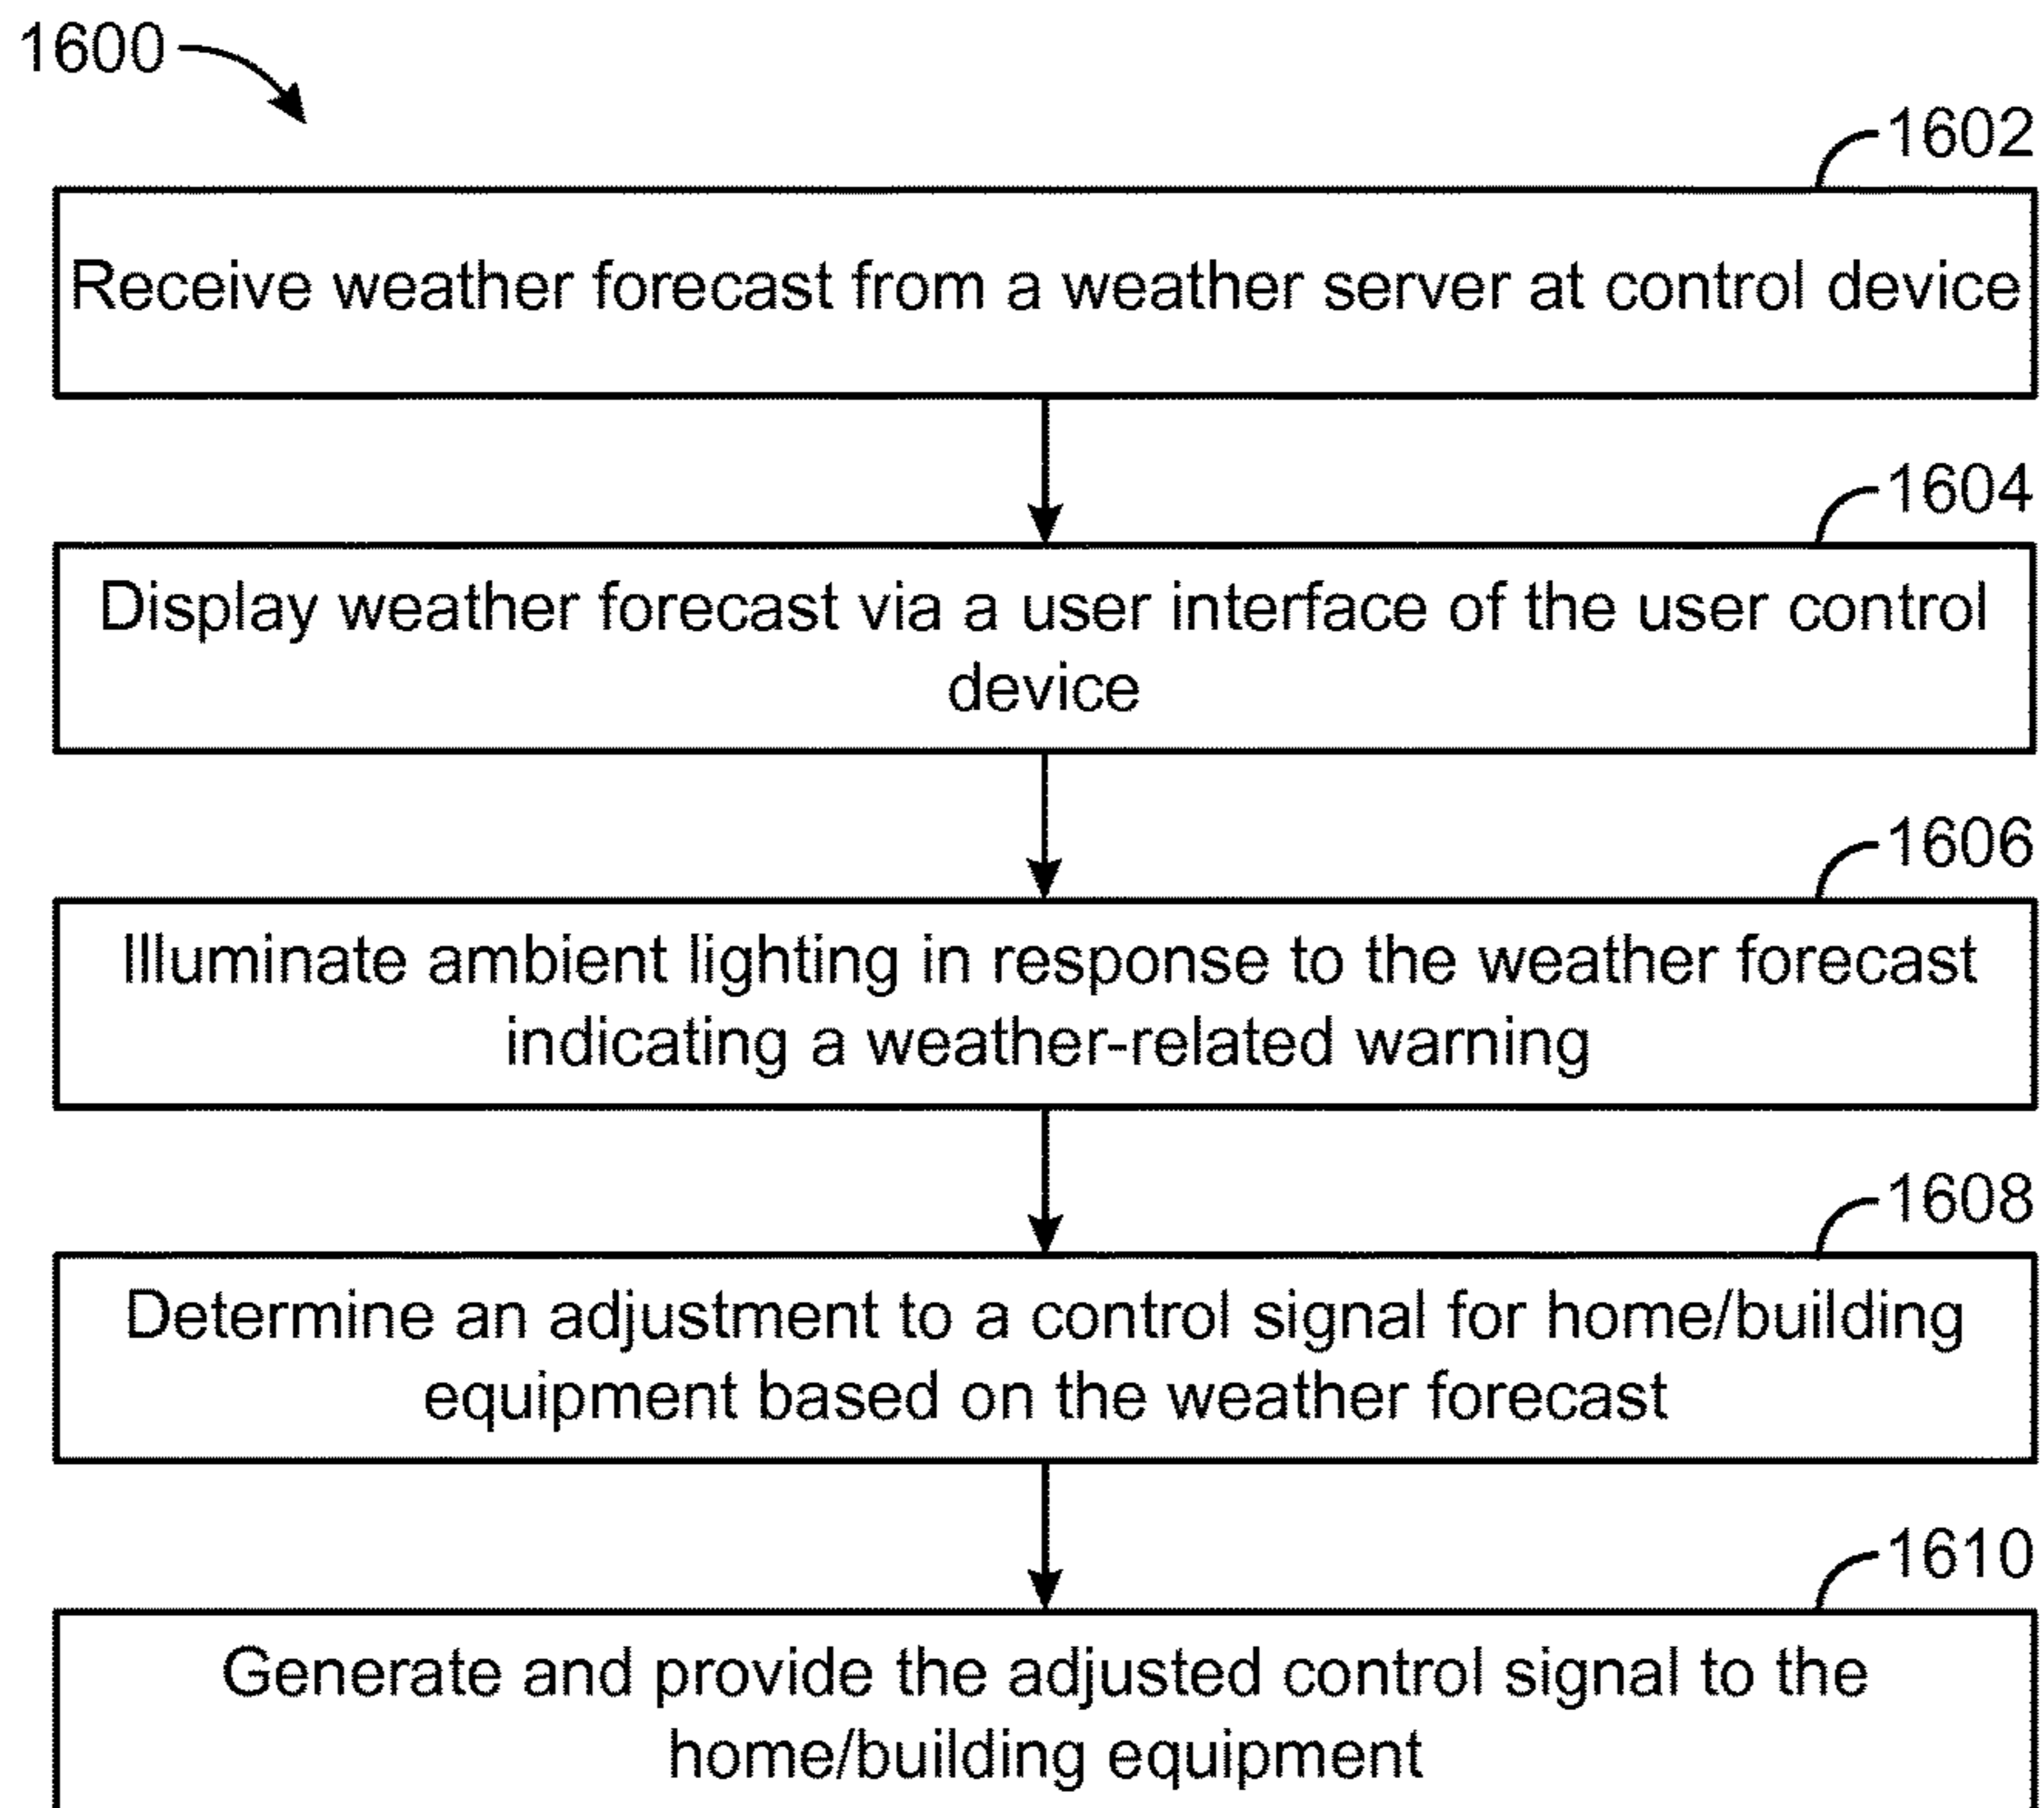 1600
1602
Receive weather forecast from a weather server at control device
1604
Display weather forecast via a user interface of the user control
device
1606
Illuminate ambient lighting in response to the weather forecast
indicating a weather-related warning
1608
Determine an adjustment to a control signal for home/building
equipment based on the weather forecast
1610
Generate and provide the adjusted control signal to the
home/building equipment